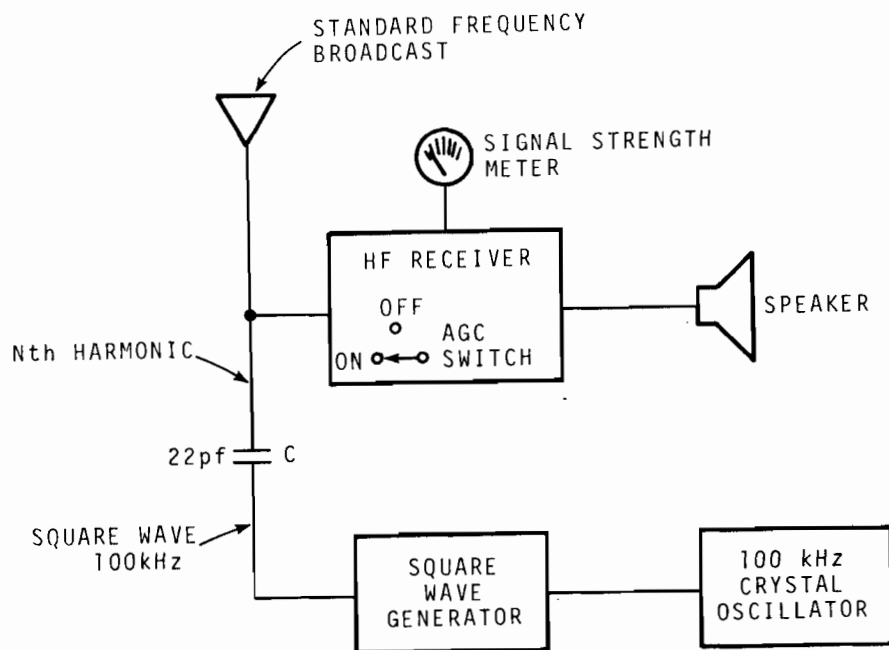 STANDARD FREQUENCY
BROADCAST
SIGNAL STRENGTH
METER
HF RECEIVER
OFF
AGC
ON
SWITCH
SPEAKER
Nth HARMONIC
22pf
C
SQUARE WAVE
100kHz
SQUARE
WAVE
GENERATOR
100 kHz
CRYSTAL
OSCILLATOR